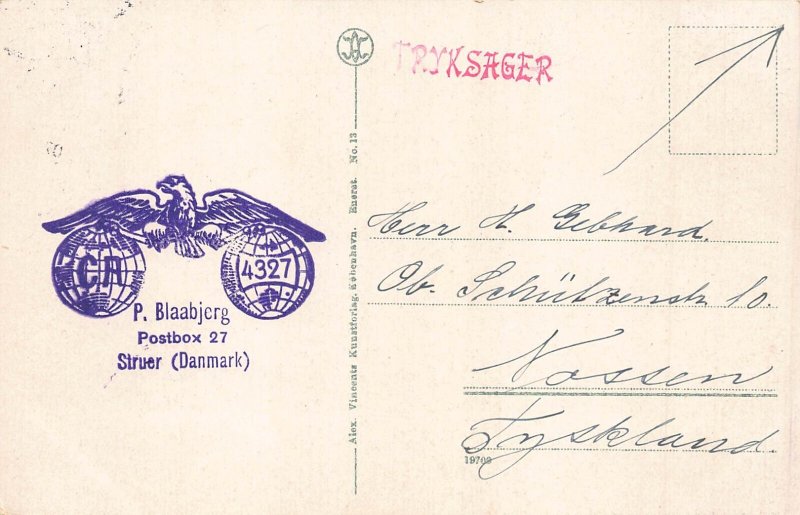 TRYKSAGER
CA
4327
P. Blaabjerg
Postbox 27
Struer (Danmark)
Alex. Vincents Kunstforlag, København. Eneret. No. 13
Herr H. Gebhard.
Ob. Schützenstr 10.
Nossen
Tyskland.
19709